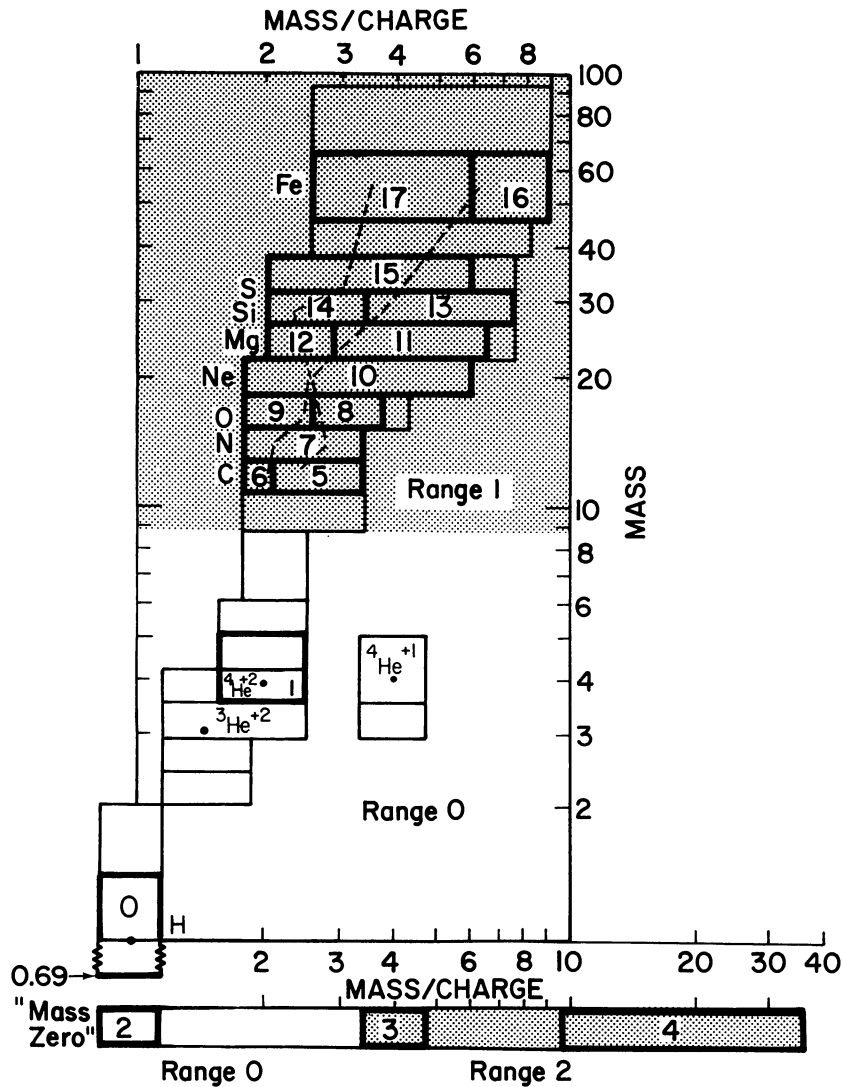 MASS/CHARGE
1 2 3 4 6 8
100
80
60
Fe 17 16
40
15
S
14 13 30
Si
Mg 12 11
Ne 10 20
O 9 8
N 7
C 6 5
Range 1
10
MASS
8
6
4He+2 1 4He+1 4
3He+2
3
Range 0 2
0
H
0.69
2 3 4 6 8 10 20 30 40
MASS/CHARGE
"Mass
Zero" 2 3 4
Range 0 Range 2